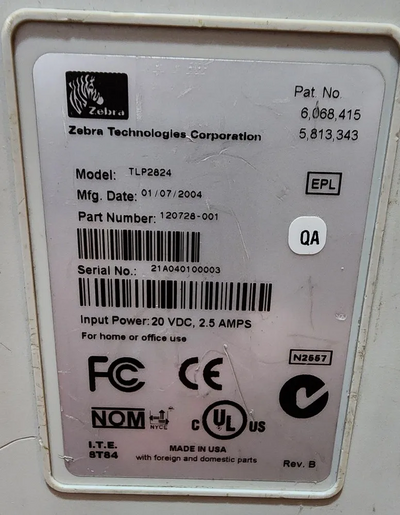 Zebra
Zebra Technologies Corporation
Pat. No.
6,068,415
5,813,343
Model: TLP2824
Mfg. Date: 01/07/2004
EPL
Part Number: 120728-001
QA
Serial No.: 21A040100003
Input Power: 20 VDC, 2.5 AMPS
For home or office use
N2557
FC CE
NOM NYCE
C UL US
I.T.E.
8T84
MADE IN USA
with foreign and domestic parts
Rev. B